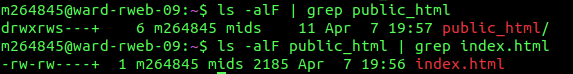 m264845@ward-rweb-09:~$ ls -alF | grep public_html
drwxrws---+    6 m264845 mids    11 Apr  7 19:57 public_html/
m264845@ward-rweb-09:~$ ls -alF public_html | grep index.html
-rw-rw----+  1 m264845 mids 2185 Apr  7 19:56 index.html